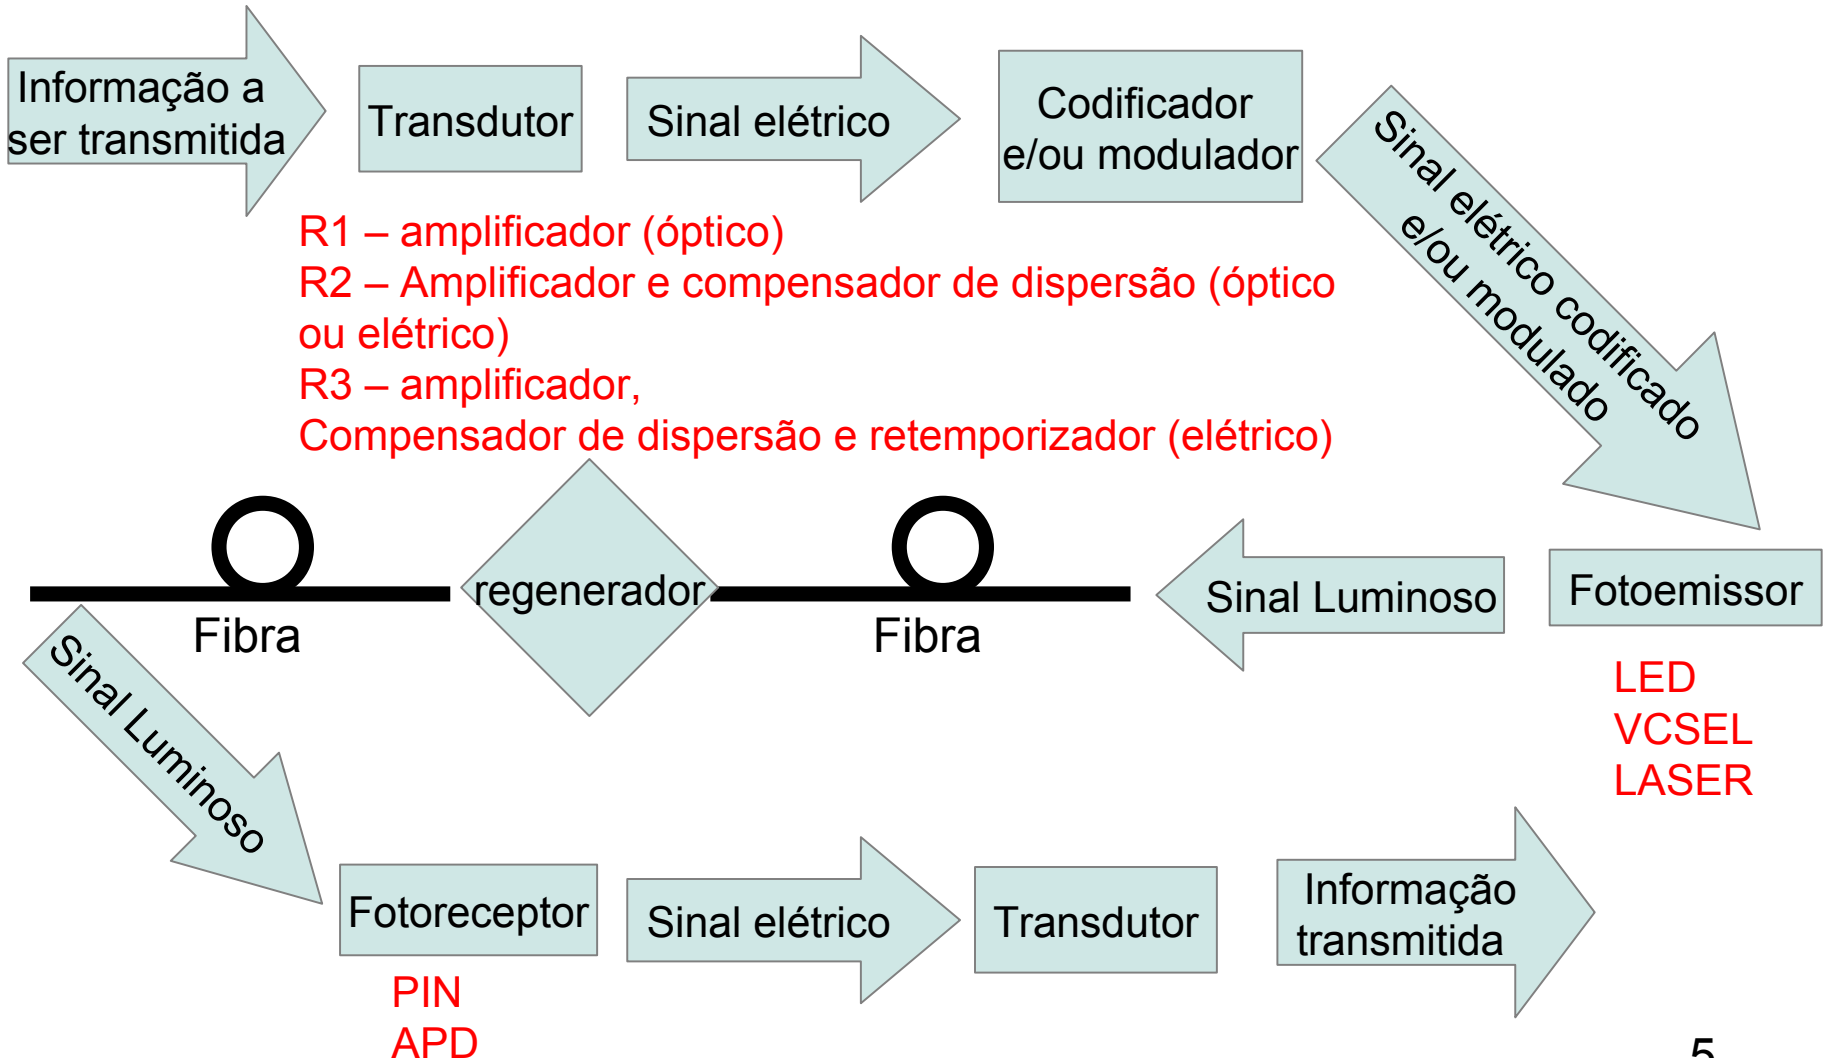 Informação a
ser transmitida
Transdutor
Sinal elétrico
Codificador
e/ou modulador
Sinal elétrico codificado
e/ou modulado
R1 – amplificador (óptico)
R2 – Amplificador e compensador de dispersão (óptico
ou elétrico)
R3 – amplificador,
Compensador de dispersão e retemporizador (elétrico)
Fotoemissor
LED
VCSEL
LASER
Sinal Luminoso
Fibra
regenerador
Fibra
Sinal Luminoso
Fotoreceptor
PIN
APD
Sinal elétrico
Transdutor
Informação
transmitida
5